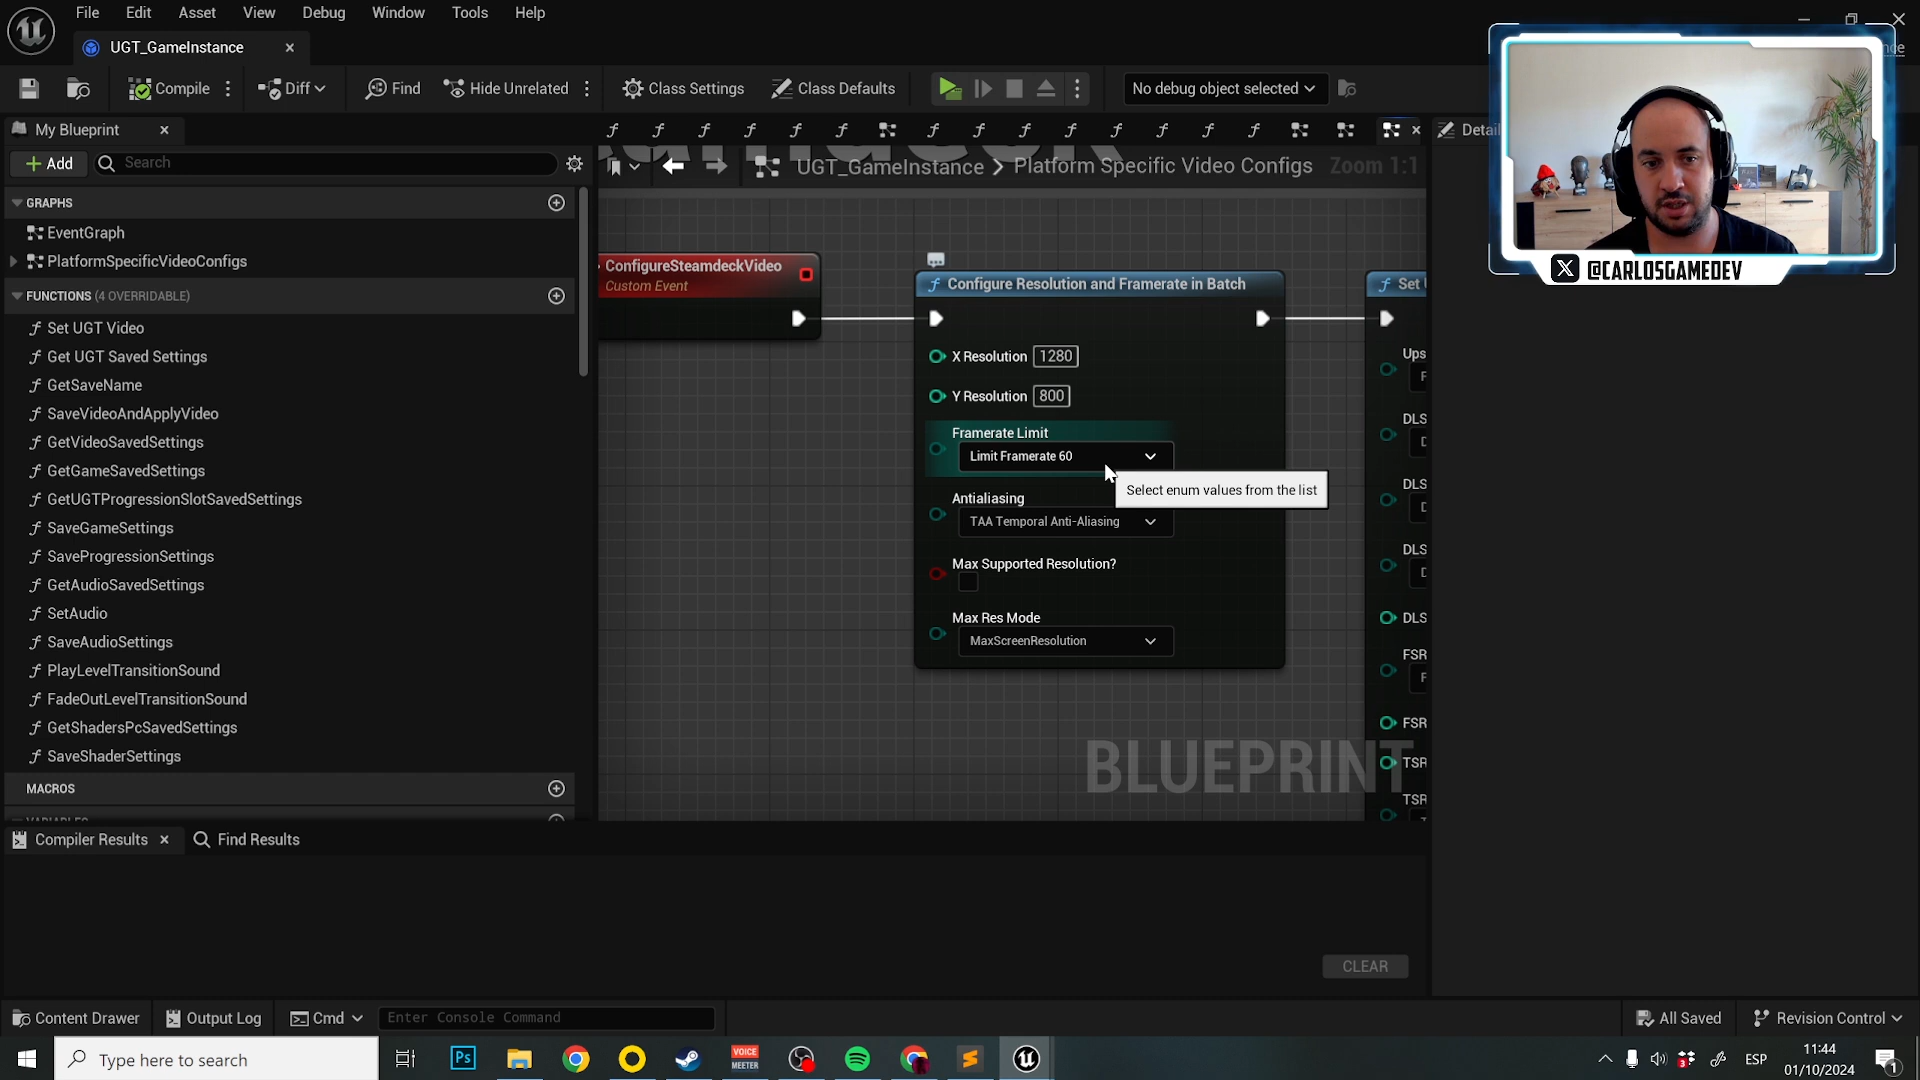 File Edit Asset View Debug Window Tools Help
UGT_GameInstance
Compile Diff Find Hide Unrelated Class Settings Class Defaults No debug object selected
My Blueprint
Add Search
UGT_GameInstance > Platform Specific Video Configs Zoom 1:1
Detail
@CARLOSGAMEDEV
GRAPHS
EventGraph
PlatformSpecificVideoConfigs
FUNCTIONS (4 OVERRIDABLE)
Set UGT Video
Get UGT Saved Settings
GetSaveName
SaveVideoAndApplyVideo
GetVideoSavedSettings
GetGameSavedSettings
GetUGTProgressionSlotSavedSettings
SaveGameSettings
SaveProgressionSettings
GetAudioSavedSettings
SetAudio
SaveAudioSettings
PlayLevelTransitionSound
FadeOutLevelTransitionSound
GetShadersPcSavedSettings
SaveShaderSettings
MACROS
ConfigureSteamdeckVideo
Custom Event
Configure Resolution and Framerate in Batch
X Resolution 1280
Y Resolution 800
Framerate Limit
Limit Framerate 60
Select enum values from the list
Antialiasing
TAA Temporal Anti-Aliasing
Max Supported Resolution?
Max Res Mode
MaxScreenResolution
Set
Ups
DLS
DLS
DLS
DLS
FSR
FSR
TSR
TSR
BLUEPRINT
Compiler Results Find Results
CLEAR
Content Drawer Output Log Cmd Enter Console Command All Saved Revision Control
Type here to search
Ps
VOICE
MEETER
ESP
11:44
01/10/2024